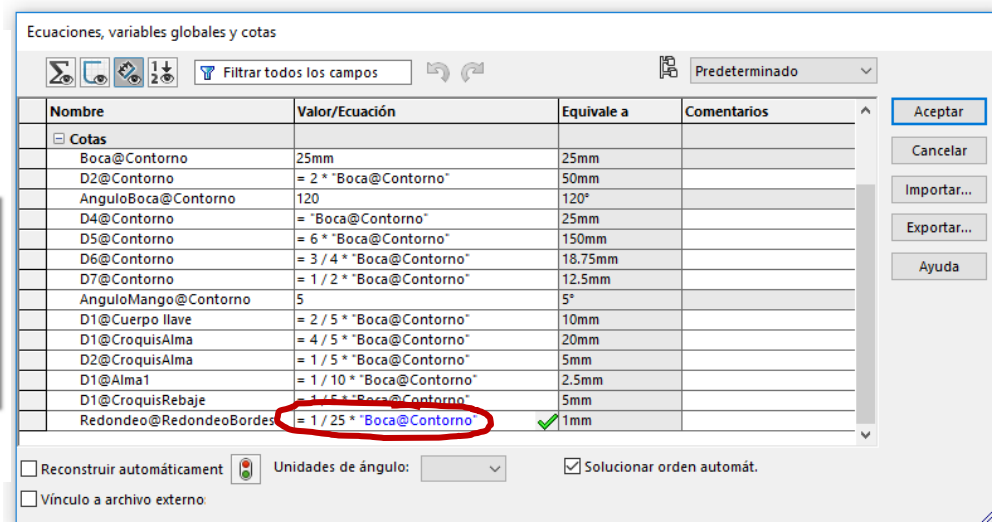 Ecuaciones, variables globales y cotas
Filtrar todos los campos Predeterminado
Nombre Valor/Ecuación Equivale a Comentarios
Cotas
Boca@Contorno 25mm 25mm
D2@Contorno = 2 * "Boca@Contorno" 50mm
AnguloBoca@Contorno 120 120°
D4@Contorno = "Boca@Contorno" 25mm
D5@Contorno = 6 * "Boca@Contorno" 150mm
D6@Contorno = 3 / 4 * "Boca@Contorno" 18.75mm
D7@Contorno = 1 / 2 * "Boca@Contorno" 12.5mm
AnguloMango@Contorno 5 5°
D1@Cuerpo llave = 2 / 5 * "Boca@Contorno" 10mm
D1@CroquisAlma = 4 / 5 * "Boca@Contorno" 20mm
D2@CroquisAlma = 1 / 5 * "Boca@Contorno" 5mm
D1@Alma1 = 1 / 10 * "Boca@Contorno" 2.5mm
D1@CroquisRebaje = 1 / 5 * "Boca@Contorno" 5mm
Redondeo@RedondeoBordes = 1 / 25 * "Boca@Contorno" 1mm
Aceptar
Cancelar
Importar...
Exportar...
Ayuda
Reconstruir automáticament Unidades de ángulo: Solucionar orden automát.
Vínculo a archivo externo: